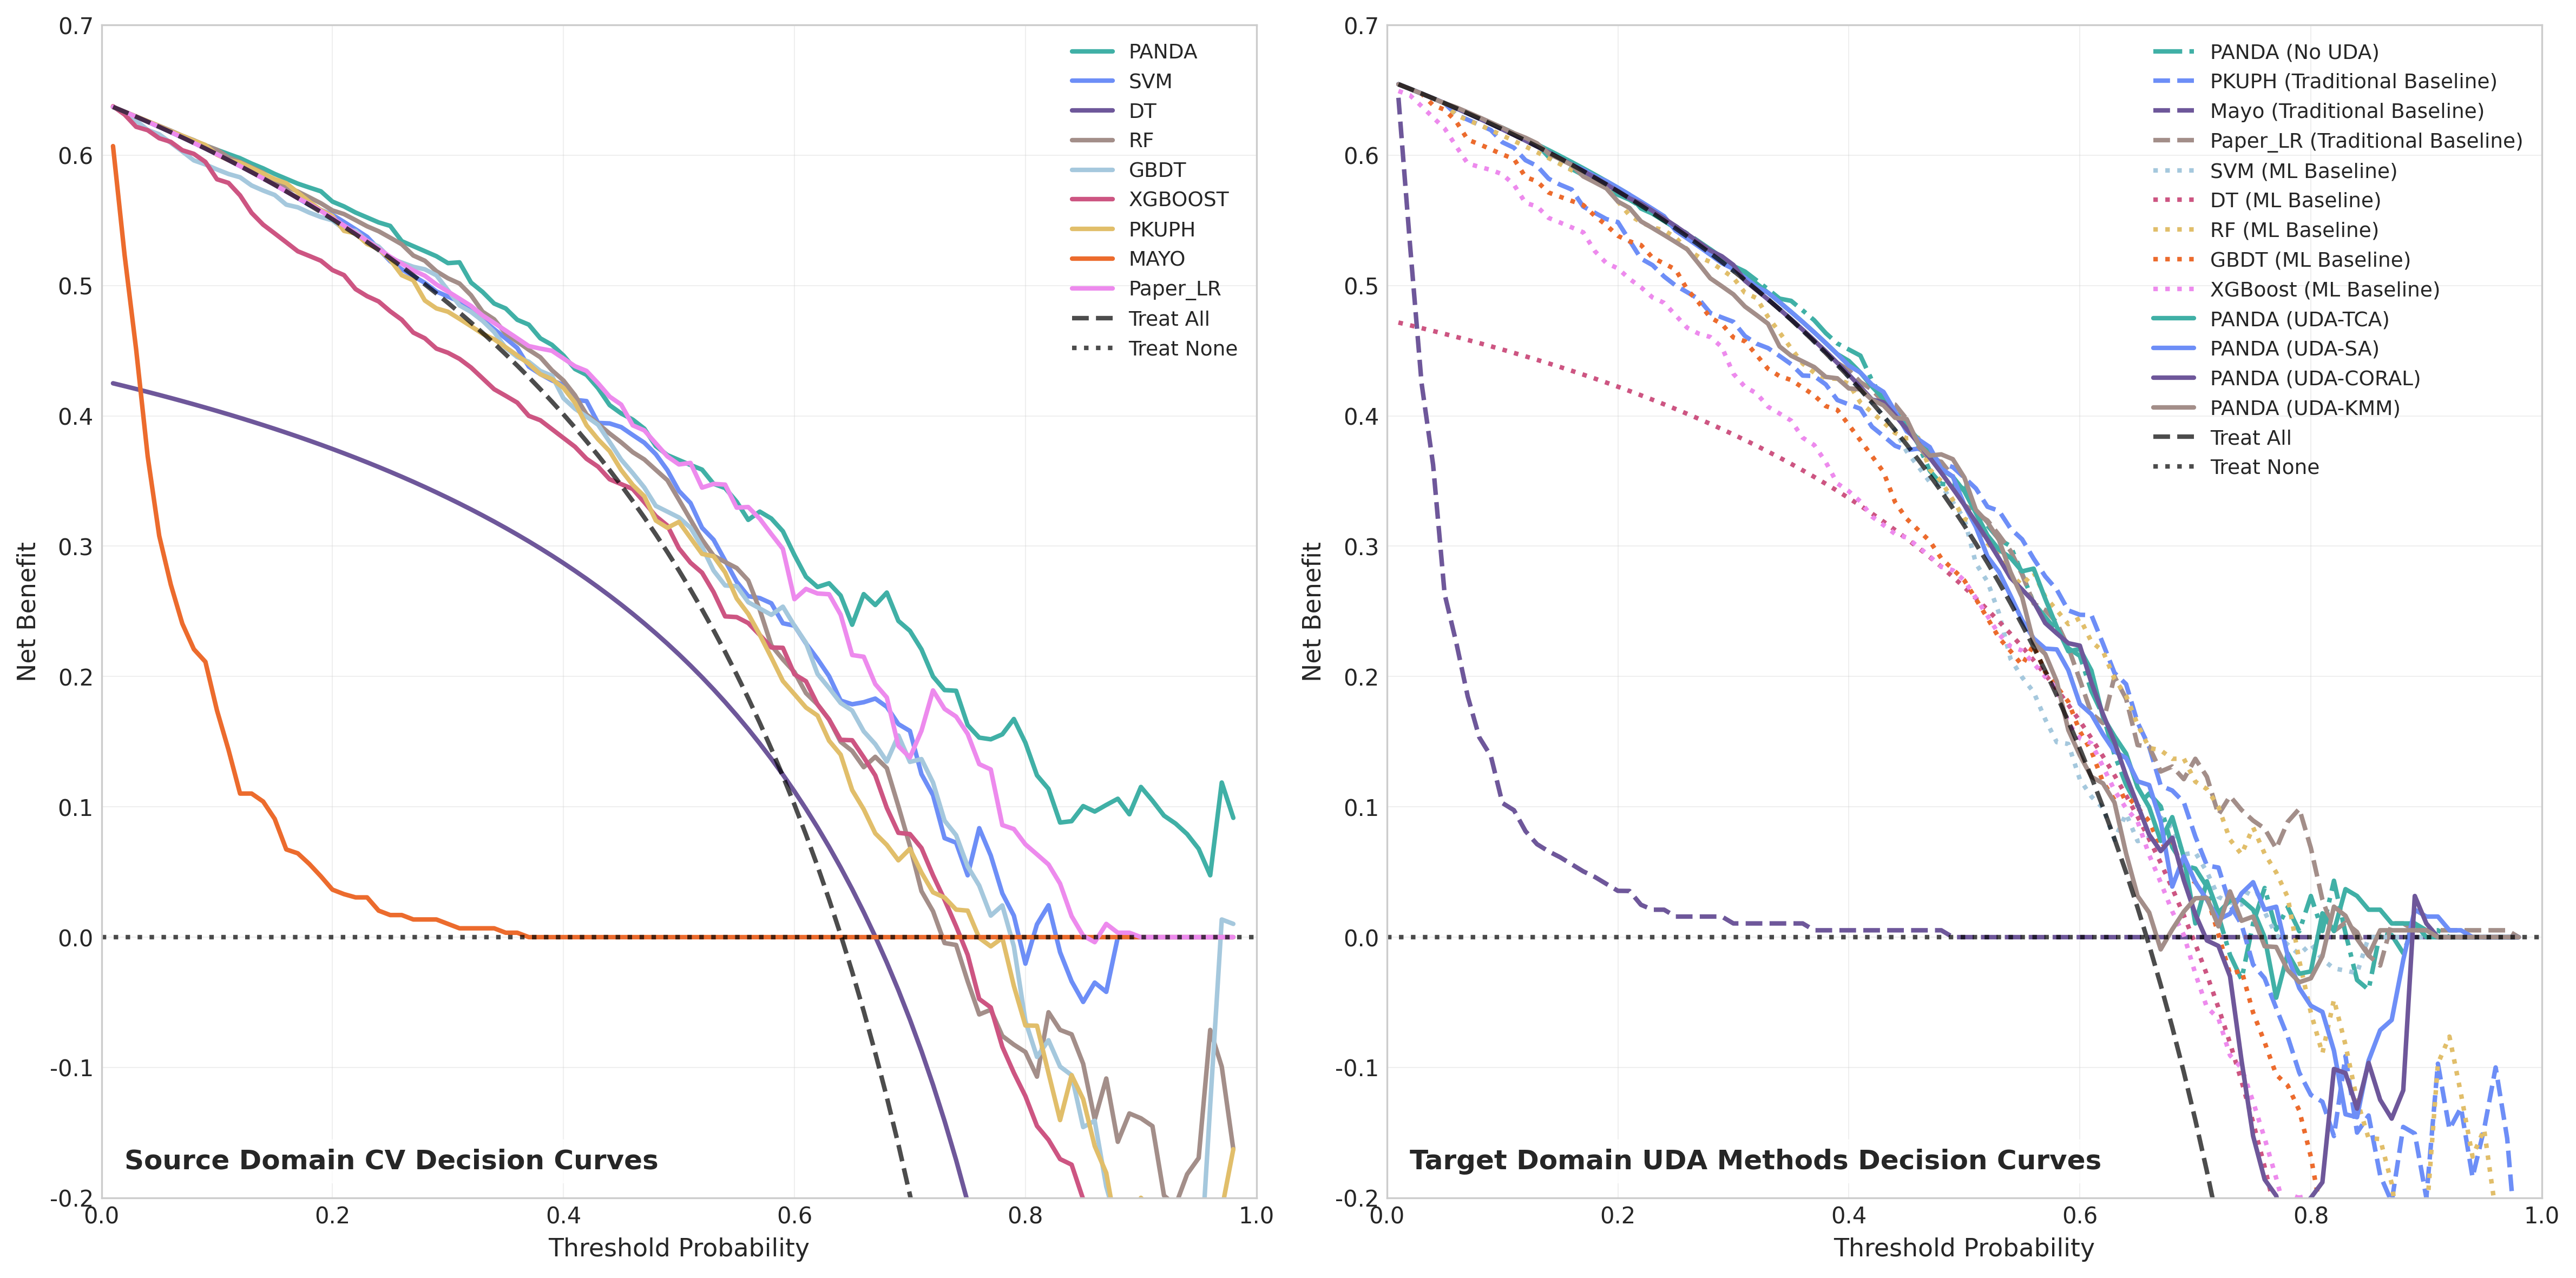 0.7
0.6
0.5
0.4
0.3
0.2
0.1
0.0
-0.1
-0.2
Net Benefit
0.0
0.2
0.4
0.6
0.8
1.0
Threshold Probability
PANDA
SVM
DT
RF
GBDT
XGBOOST
PKUPH
MAYO
Paper_LR
Treat All
Treat None
Source Domain CV Decision Curves
0.7
0.6
0.5
0.4
0.3
0.2
0.1
0.0
-0.1
-0.2
Net Benefit
0.0
0.2
0.4
0.6
0.8
1.0
Threshold Probability
PANDA (No UDA)
PKUPH (Traditional Baseline)
Mayo (Traditional Baseline)
Paper_LR (Traditional Baseline)
SVM (ML Baseline)
DT (ML Baseline)
RF (ML Baseline)
GBDT (ML Baseline)
XGBoost (ML Baseline)
PANDA (UDA-TCA)
PANDA (UDA-SA)
PANDA (UDA-CORAL)
PANDA (UDA-KMM)
Treat All
Treat None
Target Domain UDA Methods Decision Curves